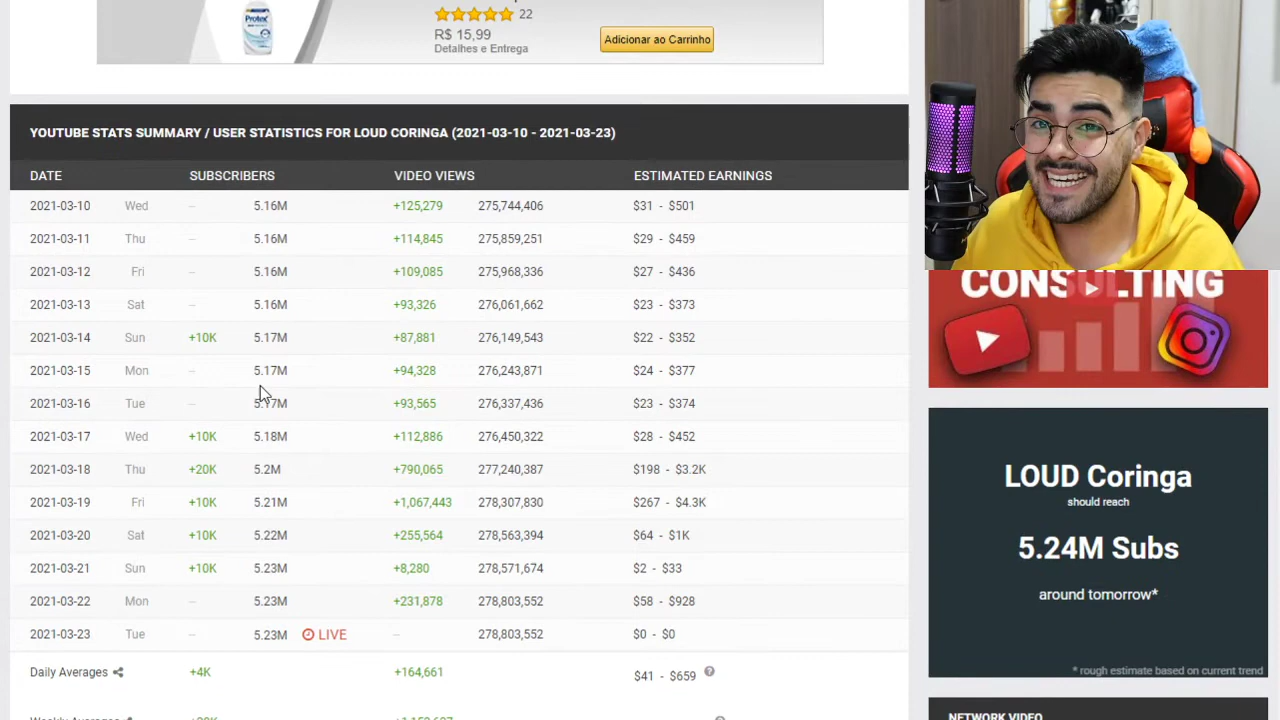 Protex
22
R$ 15,99
Detalhes e Entrega
Adicionar ao Carrinho
YOUTUBE STATS SUMMARY / USER STATISTICS FOR LOUD CORINGA (2021-03-10 - 2021-03-23)
DATE SUBSCRIBERS VIDEO VIEWS ESTIMATED EARNINGS
2021-03-10 Wed -- 5.16M +125,279 275,744,406 $31 - $501
2021-03-11 Thu -- 5.16M +114,845 275,859,251 $29 - $459
2021-03-12 Fri -- 5.16M +109,085 275,968,336 $27 - $436
2021-03-13 Sat -- 5.16M +93,326 276,061,662 $23 - $373
2021-03-14 Sun +10K 5.17M +87,881 276,149,543 $22 - $352
2021-03-15 Mon -- 5.17M +94,328 276,243,871 $24 - $377
2021-03-16 Tue -- 5.17M +93,565 276,337,436 $23 - $374
2021-03-17 Wed +10K 5.18M +112,886 276,450,322 $28 - $452
2021-03-18 Thu +20K 5.2M +790,065 277,240,387 $198 - $3.2K
2021-03-19 Fri +10K 5.21M +1,067,443 278,307,830 $267 - $4.3K
2021-03-20 Sat +10K 5.22M +255,564 278,563,394 $64 - $1K
2021-03-21 Sun +10K 5.23M +8,280 278,571,674 $2 - $33
2021-03-22 Mon -- 5.23M +231,878 278,803,552 $58 - $928
2021-03-23 Tue -- 5.23M LIVE -- 278,803,552 $0 - $0
Daily Averages +4K +164,661 $41 - $659 ?
Weekly Averages
CONSULTING
LOUD Coringa
should reach
5.24M Subs
around tomorrow*
* rough estimate based on current trend
NETWORK VIDEO